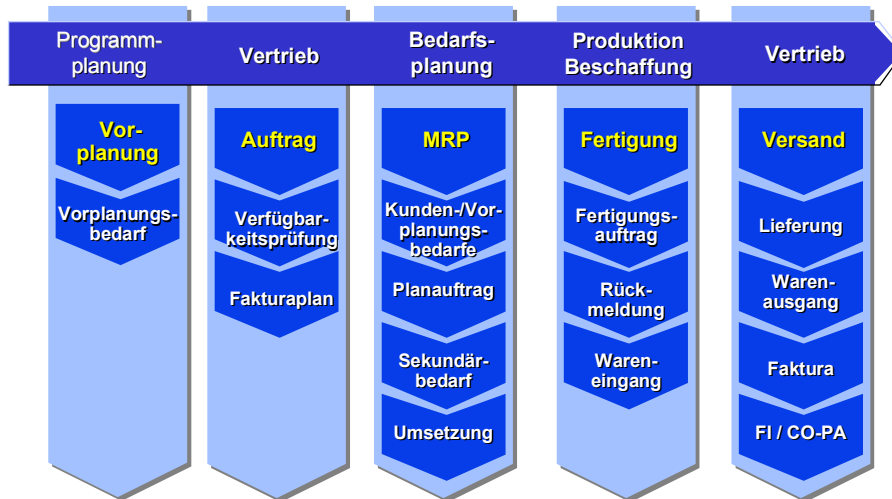 Programm-
planung
Vertrieb
Bedarfs-
planung
Produktion
Beschaffung
Vertrieb
Vor-
planung
Vorplanungs-
bedarf
Auftrag
Verfügbar-
keitsprüfung
Fakturaplan
MRP
Kunden-/Vor-
planungs-
bedarfe
Planauftrag
Sekundär-
bedarf
Umsetzung
Fertigung
Fertigungs-
auftrag
Rück-
meldung
Waren-
eingang
Versand
Lieferung
Waren-
ausgang
Faktura
FI / CO-PA